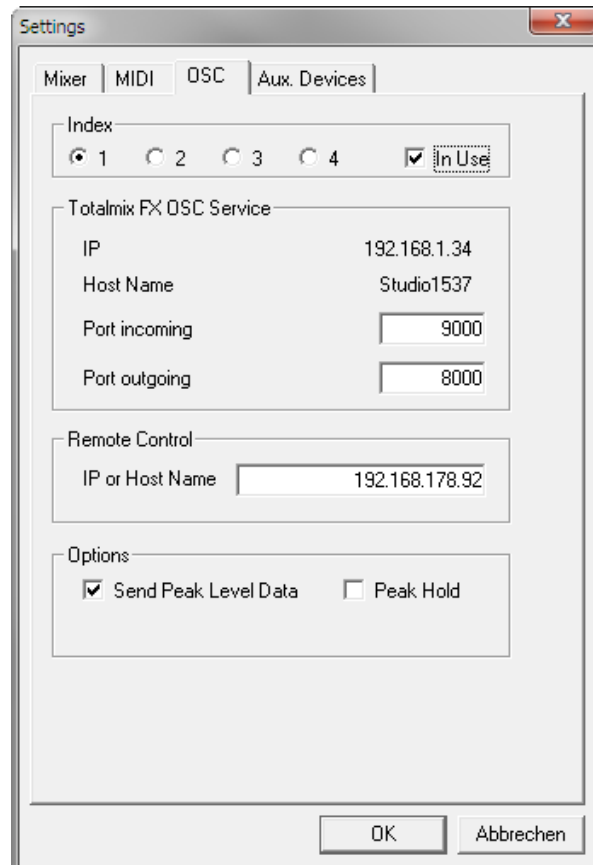 Settings
Mixer MIDI OSC Aux. Devices
Index
1 2 3 4 In Use
Totalmix FX OSC Service
IP 192.168.1.34
Host Name Studio1537
Port incoming 9000
Port outgoing 8000
Remote Control
IP or Host Name 192.168.178.92
Options
Send Peak Level Data Peak Hold
OK Abbrechen